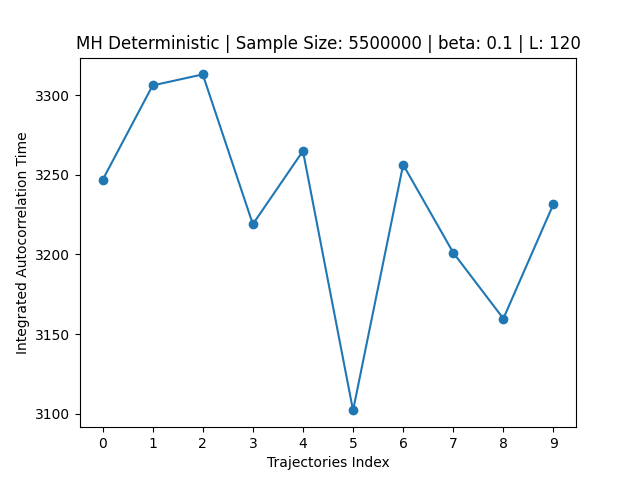 MH Deterministic | Sample Size: 5500000 | beta: 0.1 | L: 120
Integrated Autocorrelation Time
3300
3250
3200
3150
3100
0 1 2 3 4 5 6 7 8 9
Trajectories Index